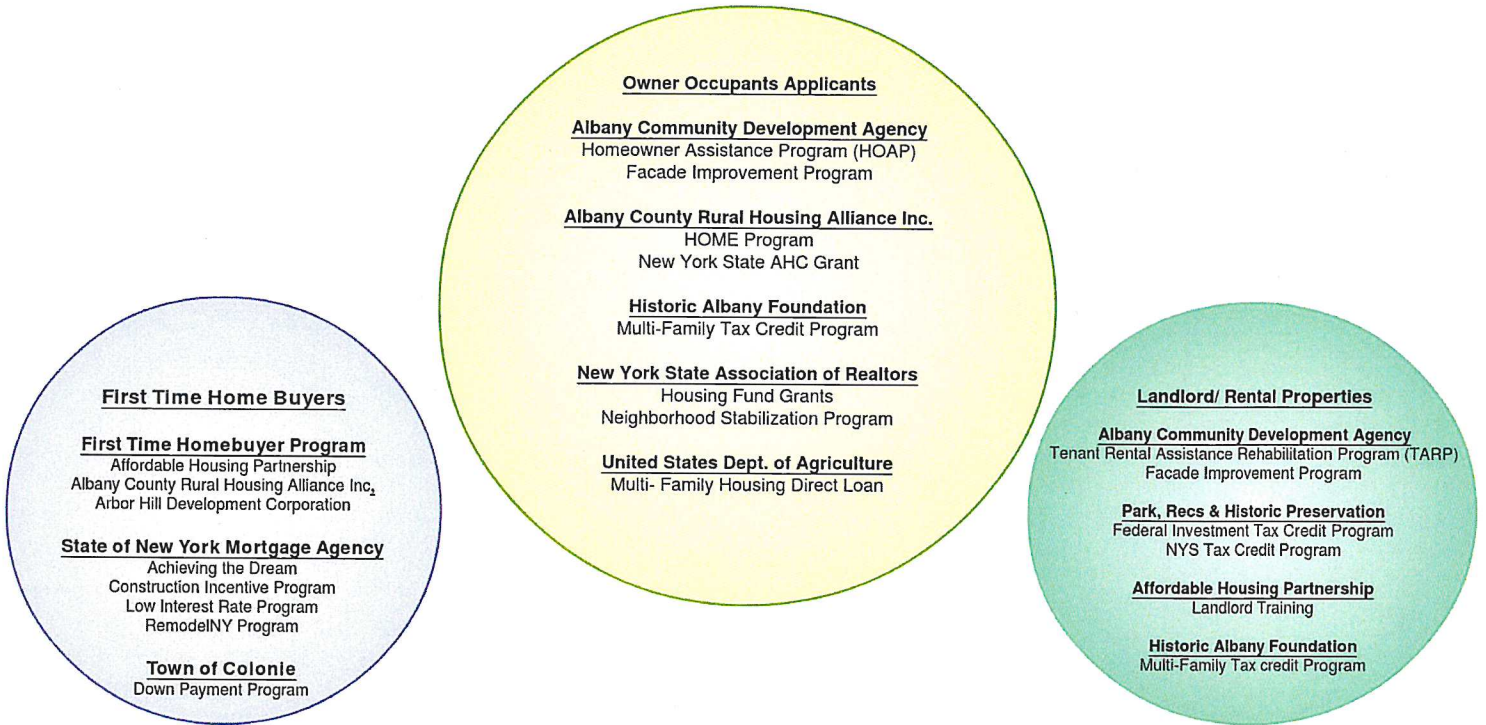 First Time Home Buyers
First Time Homebuyer Program
Affordable Housing Partnership
Albany County Rural Housing Alliance Inc.
Arbor Hill Development Corporation
State of New York Mortgage Agency
Achieving the Dream
Construction Incentive Program
Low Interest Rate Program
RemodelNY Program
Town of Colonie
Down Payment Program
Owner Occupants Applicants
Albany Community Development Agency
Homeowner Assistance Program (HOAP)
Facade Improvement Program
Albany County Rural Housing Alliance Inc.
HOME Program
New York State AHC Grant
Historic Albany Foundation
Multi-Family Tax Credit Program
New York State Association of Realtors
Housing Fund Grants
Neighborhood Stabilization Program
United States Dept. of Agriculture
Multi- Family Housing Direct Loan
Landlord/ Rental Properties
Albany Community Development Agency
Tenant Rental Assistance Rehabilitation Program (TARP)
Facade Improvement Program
Park, Recs & Historic Preservation
Federal Investment Tax Credit Program
NYS Tax Credit Program
Affordable Housing Partnership
Landlord Training
Historic Albany Foundation
Multi-Family Tax credit Program